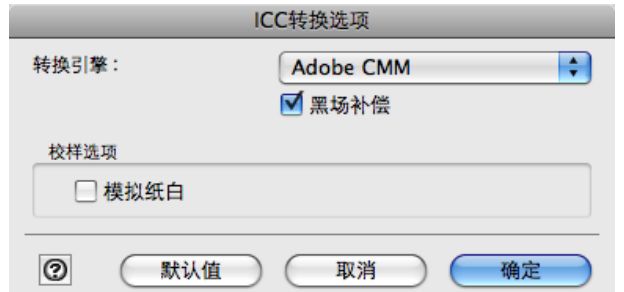 ICC转换选项
转换引擎： Adobe CMM
黑场补偿
校样选项
模拟纸白
? 默认值 取消 确定